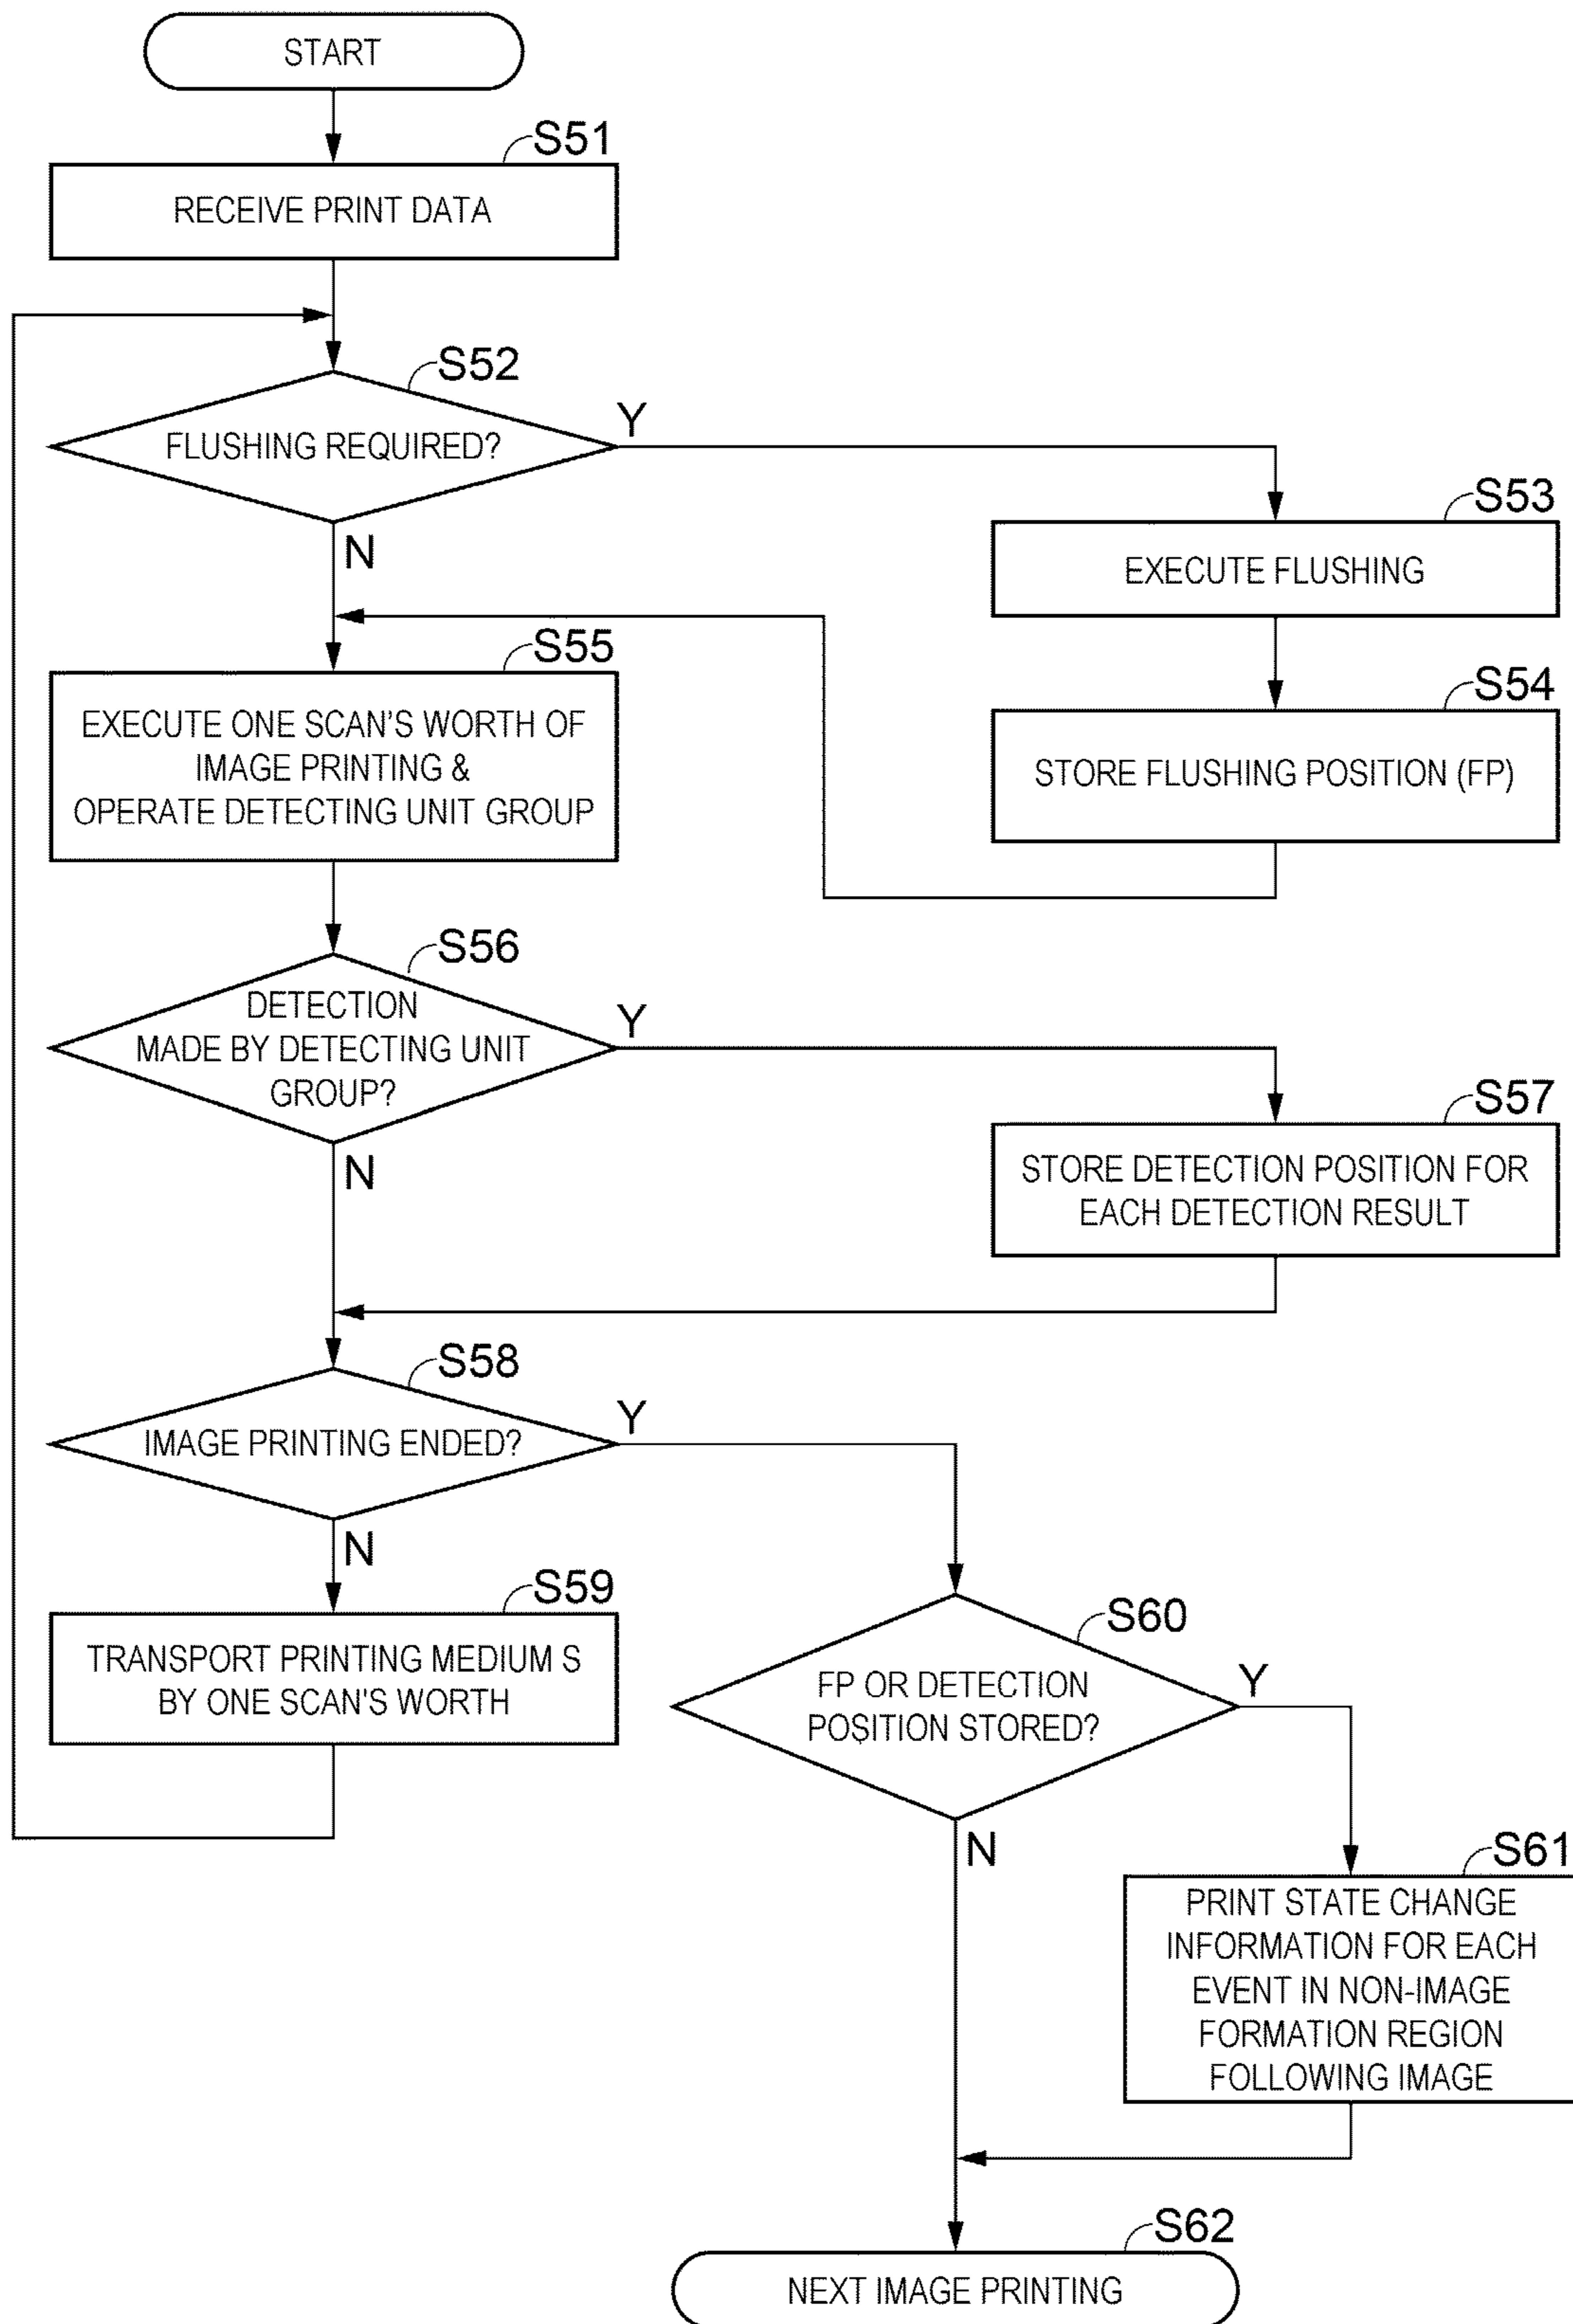 START
S51
RECEIVE PRINT DATA
S52
FLUSHING REQUIRED?
Y
N
S53
EXECUTE FLUSHING
S54
STORE FLUSHING POSITION (FP)
S55
EXECUTE ONE SCAN'S WORTH OF
IMAGE PRINTING &
OPERATE DETECTING UNIT GROUP
S56
DETECTION
MADE BY DETECTING UNIT
GROUP?
Y
N
S57
STORE DETECTION POSITION FOR
EACH DETECTION RESULT
S58
IMAGE PRINTING ENDED?
Y
N
S59
TRANSPORT PRINTING MEDIUM S
BY ONE SCAN'S WORTH
S60
FP OR DETECTION
POSITION STORED?
Y
N
S61
PRINT STATE CHANGE
INFORMATION FOR EACH
EVENT IN NON-IMAGE
FORMATION REGION
FOLLOWING IMAGE
S62
NEXT IMAGE PRINTING